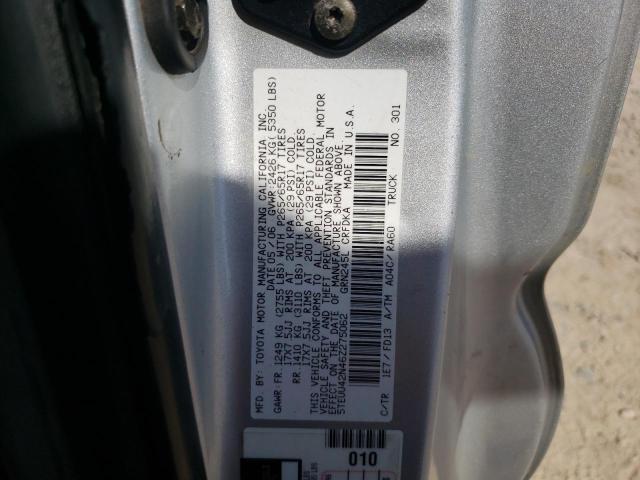 MFD. BY: TOYOTA MOTOR MANUFACTURING CALIFORNIA INC.
DATE 05 / 06 GVWR 2426 KG ( 5350 LBS)
GAWR: FR. 1249 KG (2755 LBS) WITH P265/65R17 TIRES
17X7.5JJ RIMS AT 200 KPA (29 PSI) COLD.
RR. 1410 KG (3110 LBS) WITH P265/65R17 TIRES
17X7.5JJ RIMS AT 200 KPA (29 PSI) COLD.
THIS VEHICLE CONFORMS TO ALL APPLICABLE FEDERAL MOTOR
VEHICLE SAFETY AND THEFT PREVENTION STANDARDS IN
EFFECT ON THE DATE OF MANUFACTURE SHOWN ABOVE.
5TEUU42N46Z275062 GRN245L CRFDKA MADE IN U.S.A.
C/TR 1E7 / FD13 A/TM A04C/ RA60 TRUCK NO. 301
010